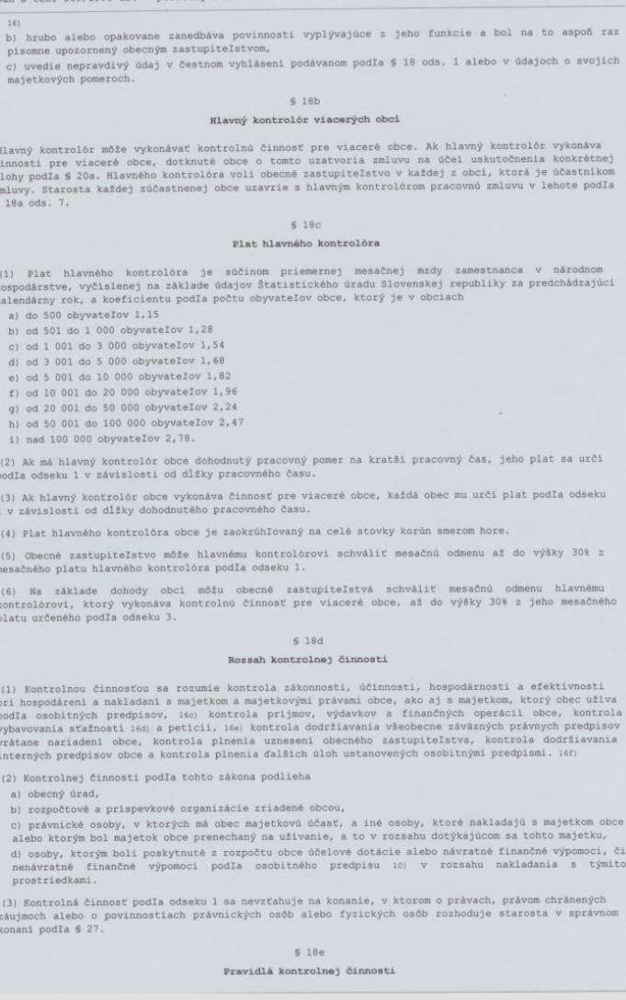 16)
b) hrubo alebo opakovane zanedbáva povinnosti vyplývajúce z jeho funkcie a bol na to aspoň raz
písomne upozornený obecným zastupiteľstvom,
c) uvedie nepravdivý údaj v čestnom vyhlásení podávanom podľa § 18 ods. 1 alebo v údajoch o svojich
majetkových pomeroch.
§ 18b
Hlavný kontrolór viacerých obcí
Hlavný kontrolór môže vykonávať kontrolnú činnosť pre viaceré obce. Ak hlavný kontrolór vykonáva
innosti pre viaceré obce, dotknuté obce o tomto uzatvoria zmluvu na účel uskutočnenia konkrétnej
lohy podľa § 20a. Hlavného kontrolóra volí obecné zastupiteľstvo v každej z obcí, ktorá je účastníkom
mluvy. Starosta každej zúčastnenej obce uzavrie s hlavným kontrolórom pracovnú zmluvu v lehote podľa
18a ods. 7.
§ 18c
Plat hlavného kontrolóra
(1) Plat hlavného kontrolóra je súčinom priemernej mesačnej mzdy zamestnanca v národnom
ospodárstve, vyčíslenej na základe údajov Štatistického úradu Slovenskej republiky za predchádzajúci
alendárny rok, a koeficientu podľa počtu obyvateľov obce, ktorý je v obciach
a) do 500 obyvateľov 1,15
b) od 501 do 1 000 obyvateľov 1,28
c) od 1 001 do 3 000 obyvateľov 1,54
d) od 3 001 do 5 000 obyvateľov 1,68
e) od 5 001 do 10 000 obyvateľov 1,82
f) od 10 001 do 20 000 obyvateľov 1,96
g) od 20 001 do 50 000 obyvateľov 2,24
h) od 50 001 do 100 000 obyvateľov 2,47
i) nad 100 000 obyvateľov 2,78.
(2) Ak má hlavný kontrolór obce dohodnutý pracovný pomer na kratší pracovný čas, jeho plat sa určí
podľa odseku 1 v závislosti od dĺžky pracovného času.
(3) Ak hlavný kontrolór obce vykonáva činnosť pre viaceré obce, každá obec mu určí plat podľa odseku
1 v závislosti od dĺžky dohodnutého pracovného času.
(4) Plat hlavného kontrolóra obce je zaokrúhľovaný na celé stovky korún smerom hore.
(5) Obecné zastupiteľstvo môže hlavnému kontrolórovi schváliť mesačnú odmenu až do výšky 30% z
mesačného platu hlavného kontrolóra podľa odseku 1.
(6) Na základe dohody obcí môžu obecné zastupiteľstvá schváliť mesačnú odmenu hlavnému
kontrolórovi, ktorý vykonáva kontrolnú činnosť pre viaceré obce, až do výšky 30% z jeho mesačného
platu určeného podľa odseku 3.
§ 18d
Rozsah kontrolnej činnosti
(1) Kontrolnou činnosťou sa rozumie kontrola zákonnosti, účinnosti, hospodárnosti a efektívnosti
pri hospodárení a nakladaní s majetkom a majetkovými právami obce, ako aj s majetkom, ktorý obec užíva
podľa osobitných predpisov, 16c) kontrola príjmov, výdavkov a finančných operácií obce, kontrola
vybavovania sťažností 16d) a petícií, 16e) kontrola dodržiavania všeobecne záväzných právnych predpisov
vrátane nariadení obce, kontrola plnenia uznesení obecného zastupiteľstva, kontrola dodržiavania
interných predpisov obce a kontrola plnenia ďalších úloh ustanovených osobitnými predpismi. 16f)
(2) Kontrolnej činnosti podľa tohto zákona podlieha
a) obecný úrad,
b) rozpočtové a príspevkové organizácie zriadené obcou,
c) právnické osoby, v ktorých má obec majetkovú účasť, a iné osoby, ktoré nakladajú s majetkom obce
alebo ktorým bol majetok obce prenechaný na užívanie, a to v rozsahu dotýkajúcom sa tohto majetku,
d) osoby, ktorým boli poskytnuté z rozpočtu obce účelové dotácie alebo návratné finančné výpomoci, či
nenávratné finančné výpomoci podľa osobitného predpisu 10) v rozsahu nakladania s týmito
prostriedkami.
(3) Kontrolná činnosť podľa odseku 1 sa nevzťahuje na konanie, v ktorom o právach, právom chránených
záujmoch alebo o povinnostiach právnických osôb alebo fyzických osôb rozhoduje starosta v správnom
konaní podľa § 27.
§ 18e
Pravidlá kontrolnej činnosti